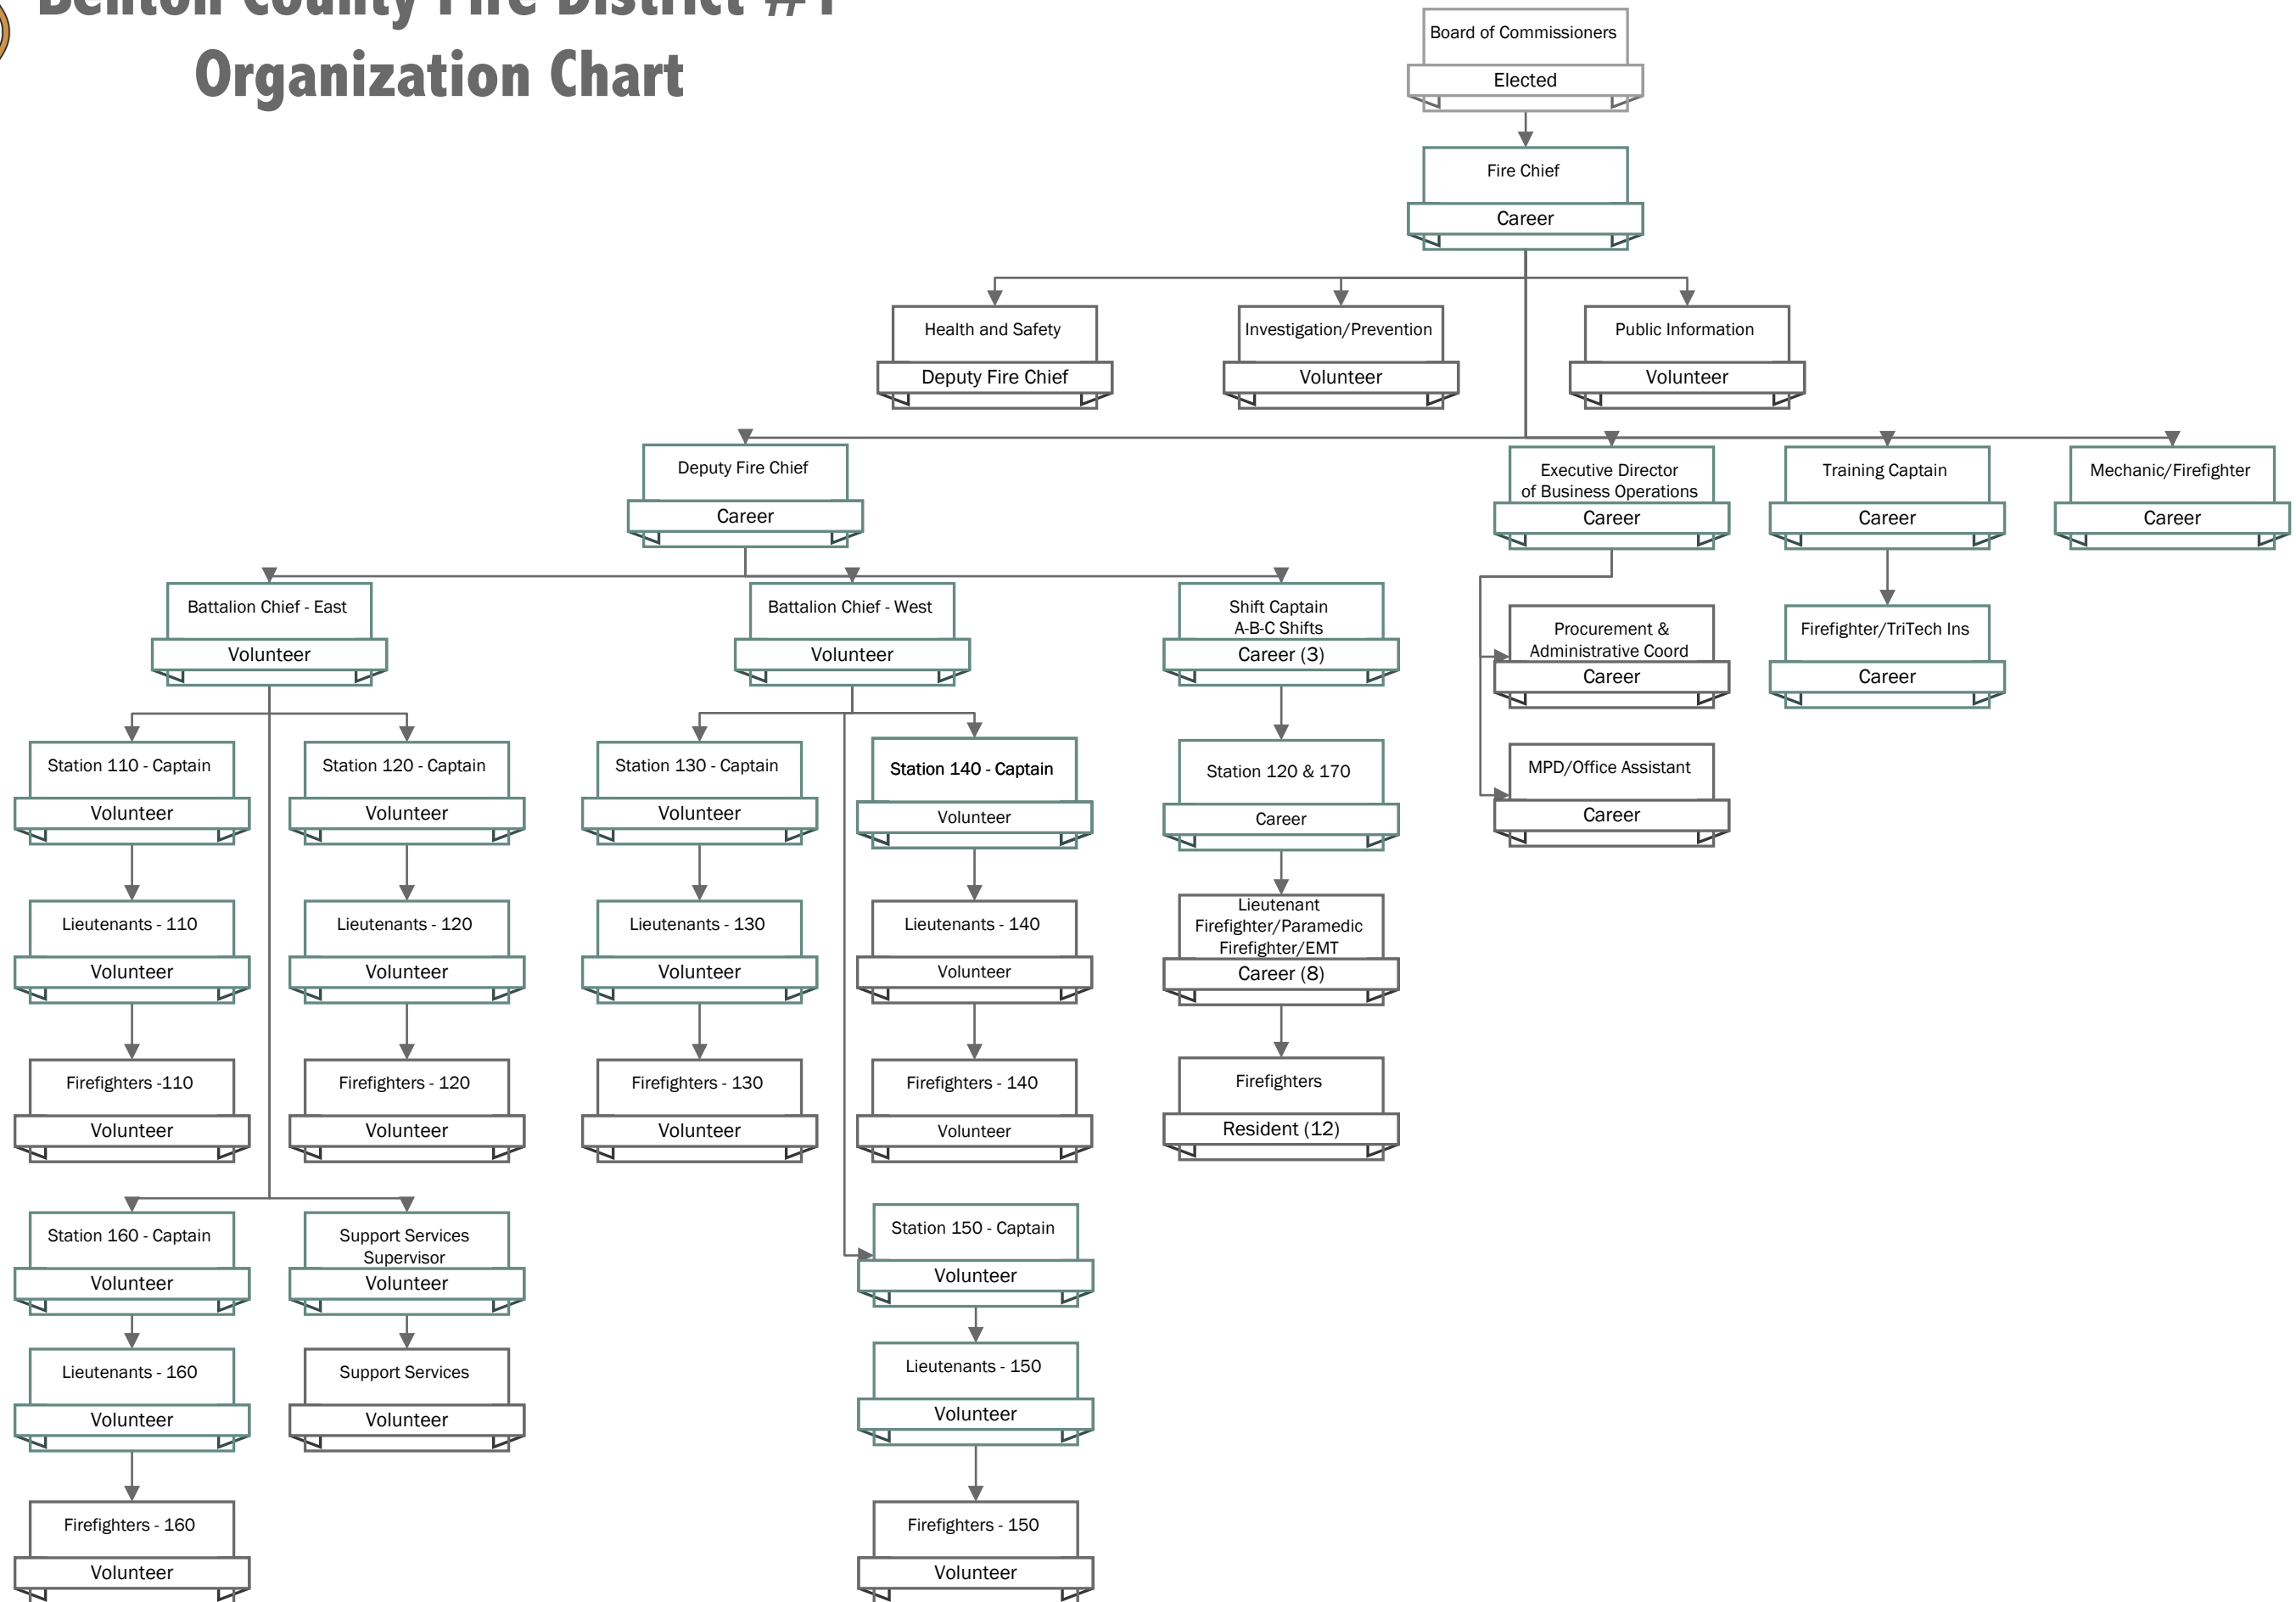 Benton County Fire District #1
Organization Chart
Board of Commissioners
Elected
Fire Chief
Career
Health and Safety
Deputy Fire Chief
Investigation/Prevention
Volunteer
Public Information
Volunteer
Deputy Fire Chief
Career
Executive Director
of Business Operations
Career
Training Captain
Career
Mechanic/Firefighter
Career
Battalion Chief - East
Volunteer
Battalion Chief - West
Volunteer
Shift Captain
A-B-C Shifts
Career (3)
Procurement &
Administrative Coord
Career
Firefighter/TriTech Ins
Career
Station 110 - Captain
Volunteer
Station 120 - Captain
Volunteer
Station 130 - Captain
Volunteer
Station 140 - Captain
Volunteer
Station 120 & 170
Career
MPD/Office Assistant
Career
Lieutenants - 110
Volunteer
Lieutenants - 120
Volunteer
Lieutenants - 130
Volunteer
Lieutenants - 140
Volunteer
Lieutenant
Firefighter/Paramedic
Firefighter/EMT
Career (8)
Firefighters -110
Volunteer
Firefighters - 120
Volunteer
Firefighters - 130
Volunteer
Firefighters - 140
Volunteer
Firefighters
Resident (12)
Station 160 - Captain
Volunteer
Support Services
Supervisor
Volunteer
Station 150 - Captain
Volunteer
Lieutenants - 160
Volunteer
Support Services
Volunteer
Lieutenants - 150
Volunteer
Firefighters - 160
Volunteer
Firefighters - 150
Volunteer